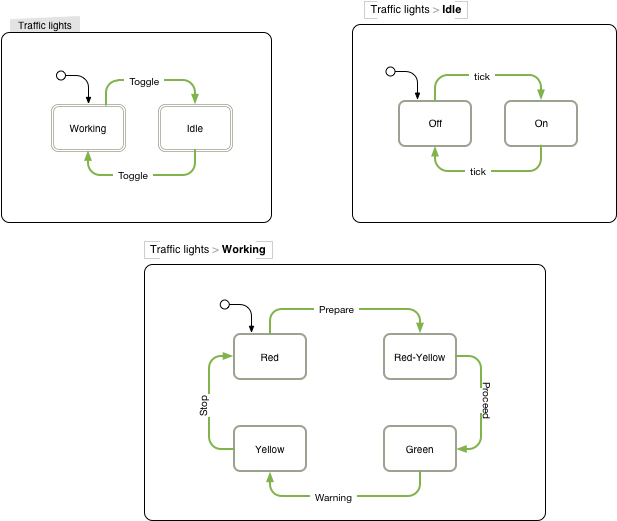 Traffic lights
Toggle
Working
Idle
Toggle
Traffic lights > Idle
tick
Off
On
tick
Traffic lights > Working
Prepare
Red
Red-Yellow
Stop
Proceed
Yellow
Green
Warning